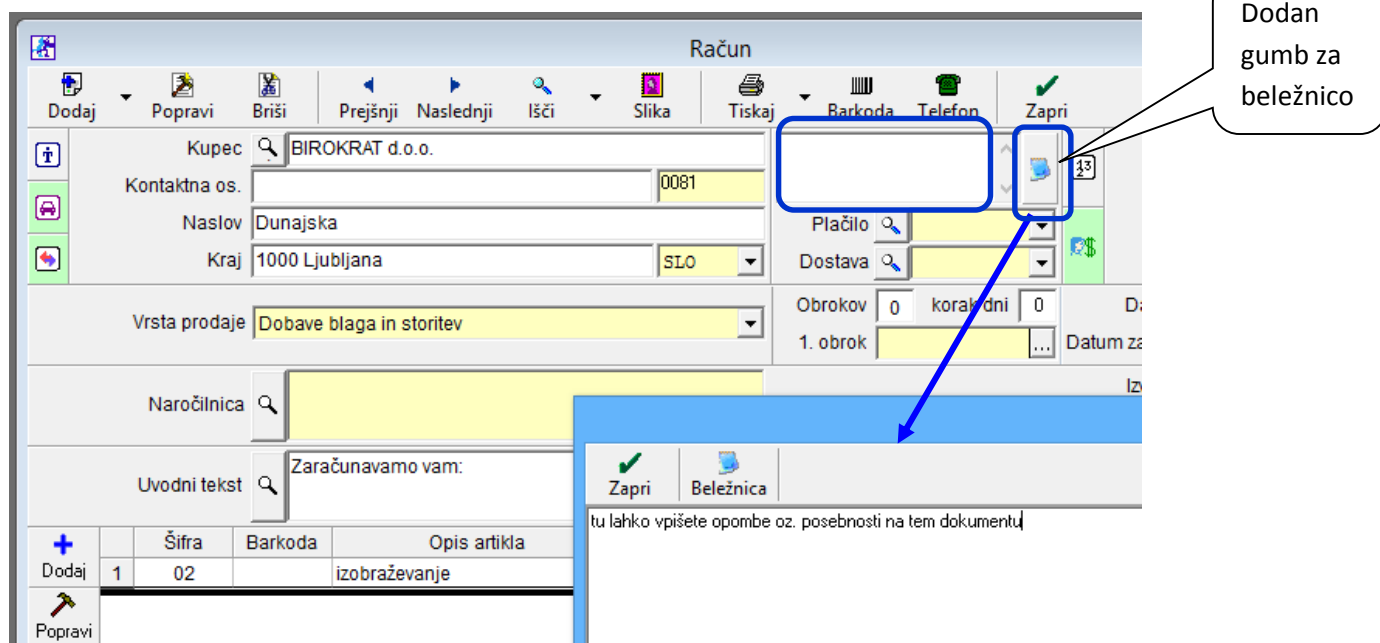 Dodan
gumb za
beležnico
Račun
Dodaj Popravi Briši Prejšnji Naslednji Išči Slika Tiskaj Barkoda Telefon Zapri
Kupec BIROKRAT d.o.o.
Kontaktna os. 0081
Naslov Dunajska
Kraj 1000 Ljubljana SLO
Plačilo
Dostava
Vrsta prodaje Dobave blaga in storitev
Obrokov 0 korak dni 0
1. obrok ... Datum za
Naročilnica
Uvodni tekst Zaračunavamo vam:
Zapri Beležnica
tu lahko vpišete opombe oz. posebnosti na tem dokumentu
Šifra Barkoda Opis artikla
Dodaj 1 02 izobraževanje
Popravi